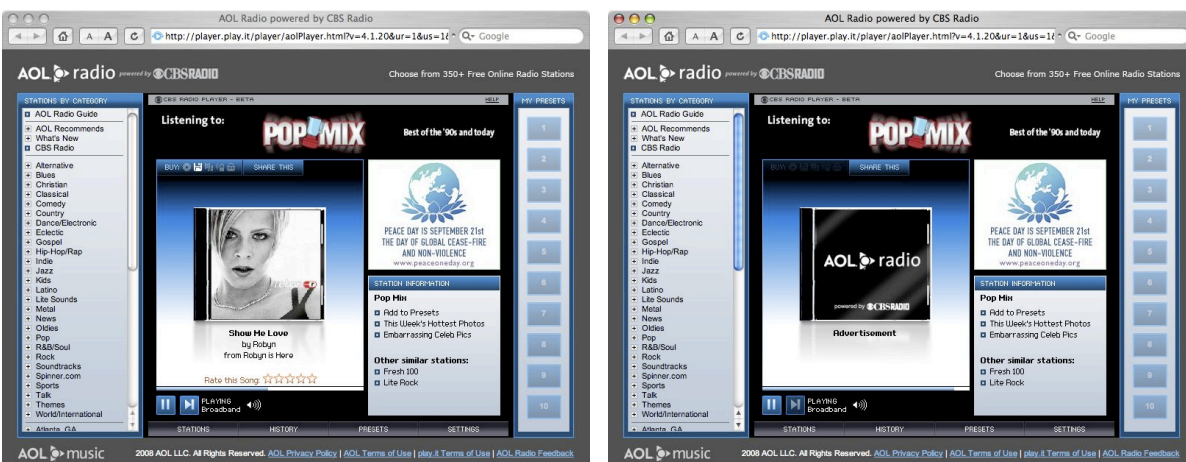 AOL Radio powered by CBS Radio
A A C http://player.play.it/player/aolPlayer.html?v=4.1.20&ur=1&us=1& Google
AOL radio powered by CBS RADIO
Choose from 350+ Free Online Radio Stations
STATIONS BY CATEGORY
AOL Radio Guide
AOL Recommends
What's New
CBS Radio
Alternative
Blues
Christian
Classical
Comedy
Country
Dance/Electronic
Eclectic
Gospel
Hip-Hop/Rap
Indie
Jazz
Kids
Latino
Lite Sounds
Metal
News
Oldies
Pop
R&B/Soul
Rock
Soundtracks
Spinner.com
Sports
Talk
Themes
World/International
Atlanta, GA
CBS RADIO PLAYER - BETA
HELP
Listening to:
POP MIX
Best of the '90s and today
BUY:
SHARE THIS
Show Me Love
by Robyn
from Robyn is Here
Rate this Song:
PEACE DAY IS SEPTEMBER 21st
THE DAY OF GLOBAL CEASE-FIRE
AND NON-VIOLENCE
www.peaceoneday.org
STATION INFORMATION
Pop Mix
Add to Presets
This Week's Hottest Photos
Embarrassing Celeb Pics
Other similar stations:
Fresh 100
Lite Rock
PLAYING
Broadband
STATIONS HISTORY PRESETS SETTINGS
MY PRESETS
1
2
3
4
5
6
7
8
9
10
AOL music
2008 AOL LLC. All Rights Reserved. AOL Privacy Policy | AOL Terms of Use | play.it Terms of Use | AOL Radio Feedback
AOL Radio powered by CBS Radio
A A C http://player.play.it/player/aolPlayer.html?v=4.1.20&ur=1&us=1& Google
AOL radio powered by CBS RADIO
Choose from 350+ Free Online Radio Stations
STATIONS BY CATEGORY
AOL Radio Guide
AOL Recommends
What's New
CBS Radio
Alternative
Blues
Christian
Classical
Comedy
Country
Dance/Electronic
Eclectic
Gospel
Hip-Hop/Rap
Indie
Jazz
Kids
Latino
Lite Sounds
Metal
News
Oldies
Pop
R&B/Soul
Rock
Soundtracks
Spinner.com
Sports
Talk
Themes
World/International
Atlanta, GA
CBS RADIO PLAYER - BETA
HELP
Listening to:
POP MIX
Best of the '90s and today
BUY:
SHARE THIS
AOL radio
powered by CBS RADIO
Advertisement
PEACE DAY IS SEPTEMBER 21st
THE DAY OF GLOBAL CEASE-FIRE
AND NON-VIOLENCE
www.peaceoneday.org
STATION INFORMATION
Pop Mix
Add to Presets
This Week's Hottest Photos
Embarrassing Celeb Pics
Other similar stations:
Fresh 100
Lite Rock
PLAYING
Broadband
STATIONS HISTORY PRESETS SETTINGS
MY PRESETS
1
2
3
4
5
6
7
8
9
10
AOL music
2008 AOL LLC. All Rights Reserved. AOL Privacy Policy | AOL Terms of Use | play.it Terms of Use | AOL Radio Feedback